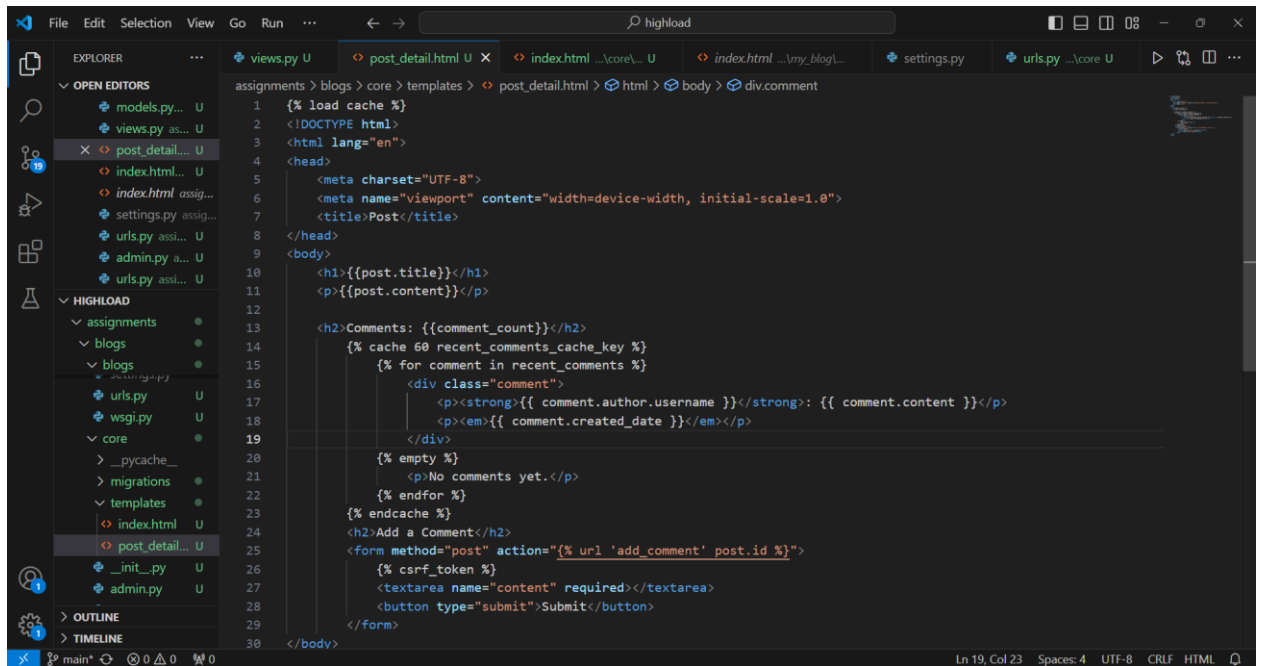 File Edit Selection View Go Run ··· highload
EXPLORER ···
OPEN EDITORS
models.py... U
views.py as... U
post_detail.... U
index.html... U
index.html assig...
settings.py assig...
urls.py assi... U
admin.py a... U
urls.py assi... U
HIGHLOAD
assignments
blogs
blogs
settings.py
urls.py U
wsgi.py U
core
__pycache__
migrations
templates
index.html U
post_detail... U
__init__.py U
admin.py U
OUTLINE
TIMELINE
19
1
1
views.py U post_detail.html U index.html ...\core\... U index.html ...\my_blog\... settings.py urls.py ...\core U ···
assignments > blogs > core > templates > post_detail.html > html > body > div.comment
1 {% load cache %}
2 <!DOCTYPE html>
3 <html lang="en">
4 <head>
5 <meta charset="UTF-8">
6 <meta name="viewport" content="width=device-width, initial-scale=1.0">
7 <title>Post</title>
8 </head>
9 <body>
10 <h1>{{post.title}}</h1>
11 <p>{{post.content}}</p>
12
13 <h2>Comments: {{comment_count}}</h2>
14 {% cache 60 recent_comments_cache_key %}
15 {% for comment in recent_comments %}
16 <div class="comment">
17 <p><strong>{{ comment.author.username }}</strong>: {{ comment.content }}</p>
18 <p><em>{{ comment.created_date }}</em></p>
19 </div>
20 {% empty %}
21 <p>No comments yet.</p>
22 {% endfor %}
23 {% endcache %}
24 <h2>Add a Comment</h2>
25 <form method="post" action="{% url 'add_comment' post.id %}">
26 {% csrf_token %}
27 <textarea name="content" required></textarea>
28 <button type="submit">Submit</button>
29 </form>
30 </body>
main* 0 0 0 Ln 19, Col 23 Spaces: 4 UTF-8 CRLF HTML